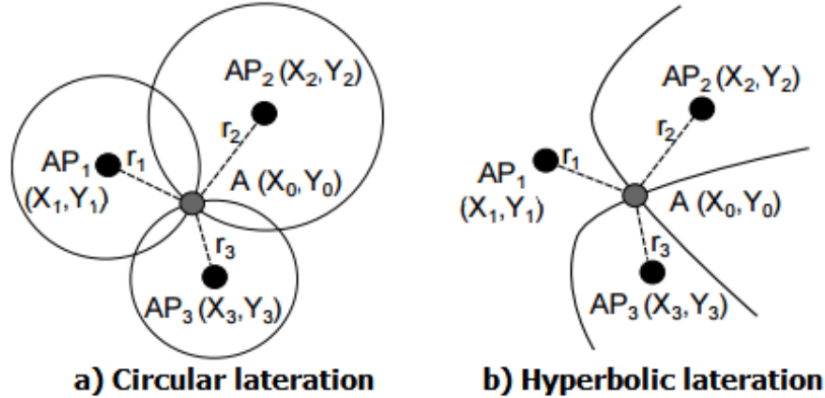 AP₂ (X₂,Y₂)
r₂
AP₁ r₁
(X₁,Y₁)
A (X₀,Y₀)
r₃
AP₃ (X₃,Y₃)
a) Circular lateration
AP₂ (X₂,Y₂)
r₂
r₁
AP₁
(X₁,Y₁)
A (X₀,Y₀)
r₃
AP₃ (X₃,Y₃)
b) Hyperbolic lateration